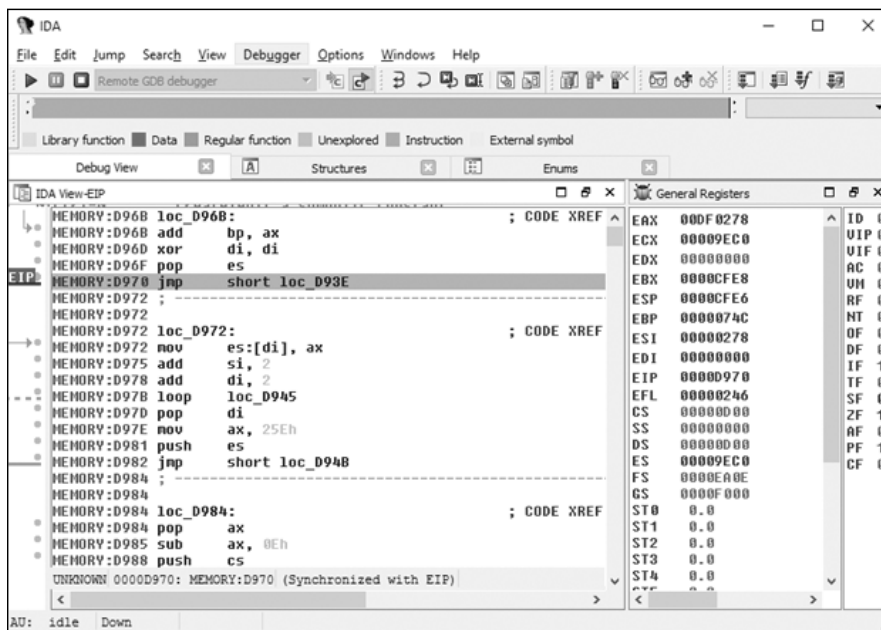 IDA
File Edit Jump Search View Debugger Options Windows Help
Remote GDB debugger
Library function Data Regular function Unexplored Instruction External symbol
Debug View Structures Enums
IDA View-EIP
MEMORY:D96B loc_D96B: ; CODE XREF
MEMORY:D96B add bp, ax
MEMORY:D96D xor di, di
MEMORY:D96F pop es
EIP MEMORY:D970 jmp short loc_D93E
MEMORY:D972 ; ------------------------------------------------
MEMORY:D972
MEMORY:D972 loc_D972: ; CODE XREF
MEMORY:D972 mov es:[di], ax
MEMORY:D975 add si, 2
MEMORY:D978 add di, 2
MEMORY:D97B loop loc_D945
MEMORY:D97D pop di
MEMORY:D97E mov ax, 25Eh
MEMORY:D981 push es
MEMORY:D982 jmp short loc_D94B
MEMORY:D984 ; ------------------------------------------------
MEMORY:D984
MEMORY:D984 loc_D984: ; CODE XREF
MEMORY:D984 pop ax
MEMORY:D985 sub ax, 0Eh
MEMORY:D988 push cs
UNKNOWN 0000D970: MEMORY:D970 (Synchronized with EIP)
General Registers
EAX 00DF0278
ECX 00009EC0
EDX 00000000
EBX 0000CFE8
ESP 0000CFE6
EBP 0000074C
ESI 00000278
EDI 00000000
EIP 0000D970
EFL 00000246
CS 00000D00
SS 00000000
DS 00000D00
ES 00009EC0
FS 0000EA0E
GS 0000F000
ST0 0.0
ST1 0.0
ST2 0.0
ST3 0.0
ST4 0.0
ID
VIP
VIF
AC
VM
RF
NT
OF
DF
IF
TF
SF
ZF
AF
PF
CF
AU: idle Down